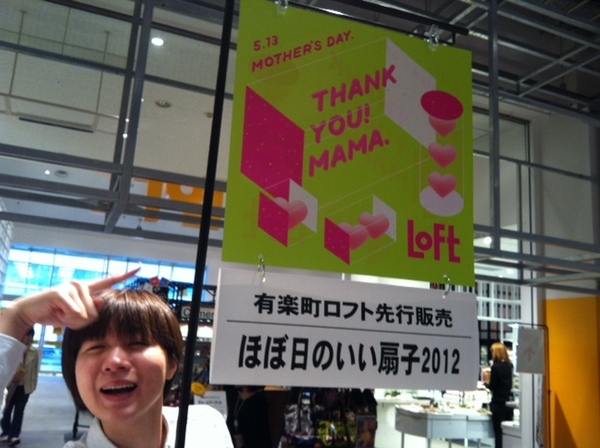 5.13
MOTHER'S DAY.
THANK
YOU!
MAMA.
LOFT
有楽町ロフト先行販売
ほぼ日のいい扇子2012